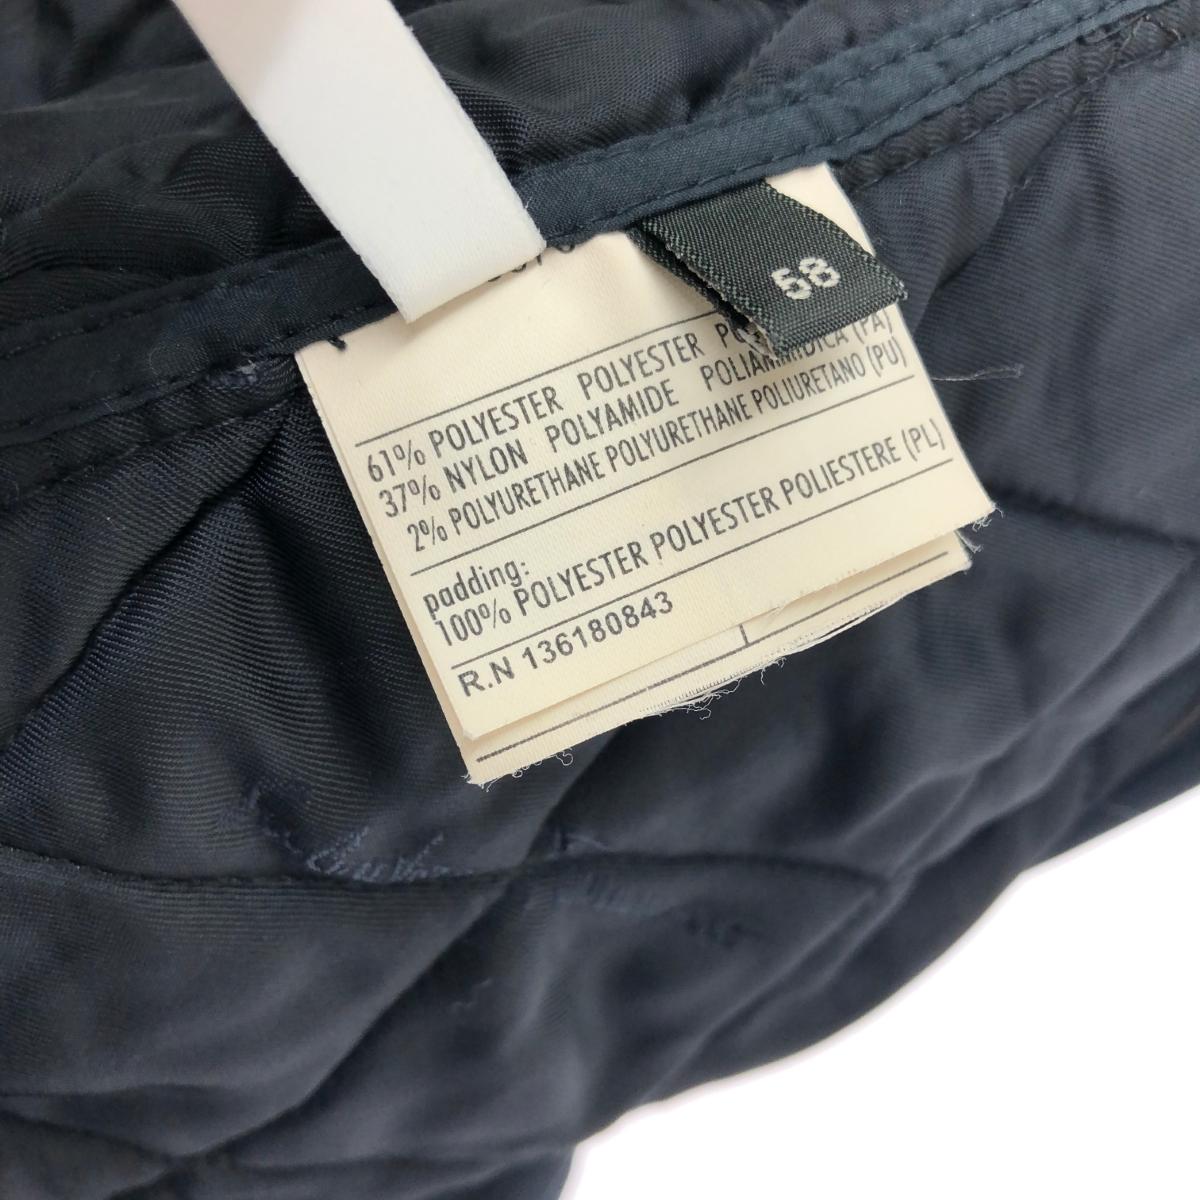 58
61% POLYESTER POLYESTER
37% NYLON POLYAMIDE POLIAMMIDICA (PA)
2% POLYURETHANE POLYURETHANE POLIURETANO (PU)
padding:
100% POLYESTER POLYESTER POLIESTERE (PL)
R.N 136180843